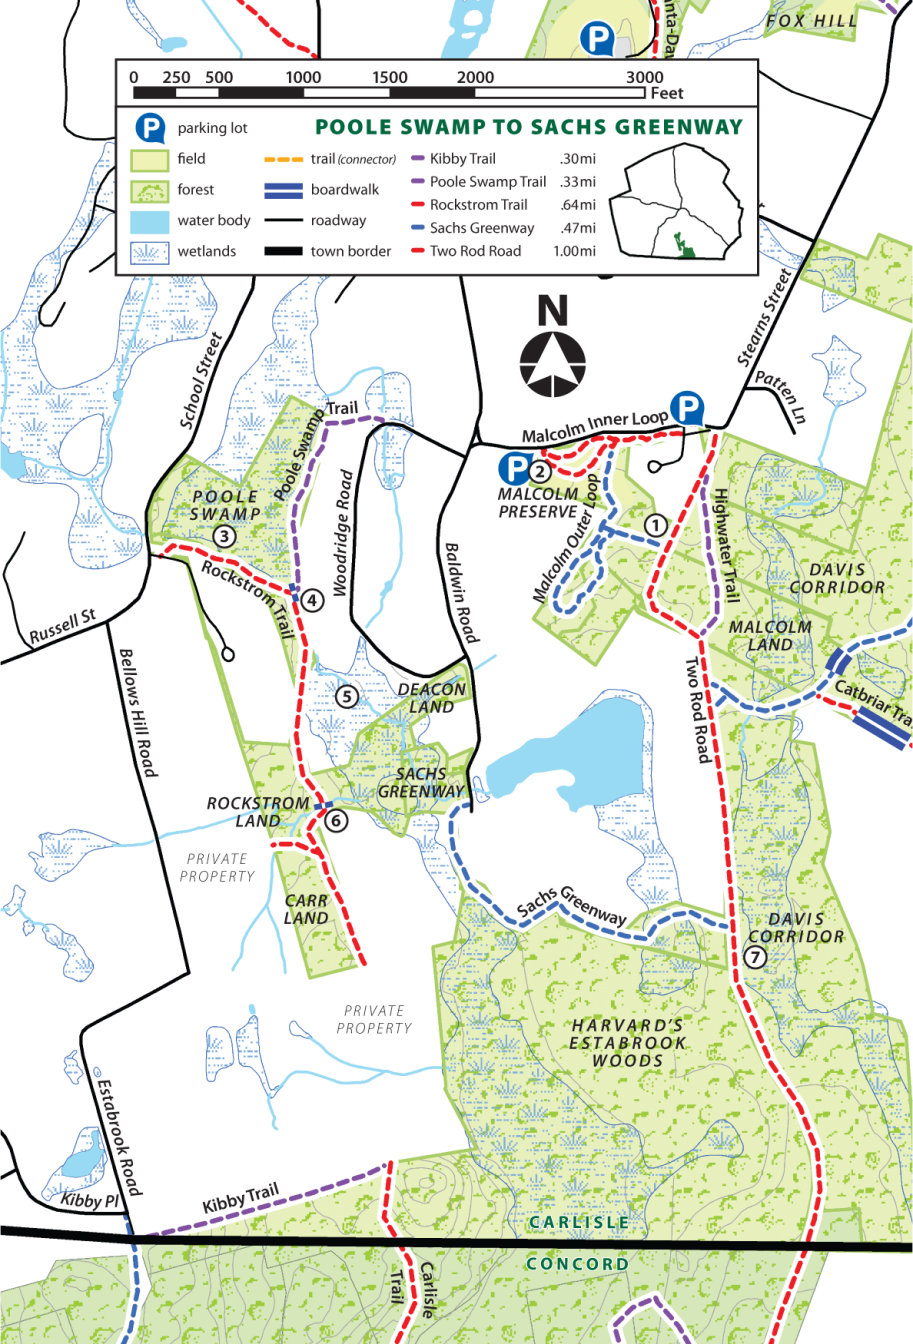 FOX HILL
P
nta-Da
0 250 500 1000 1500 2000 3000
Feet
P parking lot
POOLE SWAMP TO SACHS GREENWAY
field
trail (connector)
Kibby Trail .30mi
forest
boardwalk
Poole Swamp Trail .33mi
Rockstrom Trail .64mi
water body
roadway
Sachs Greenway .47mi
wetlands
town border
Two Rod Road 1.00mi
N
Stearns Street
School Street
Patten Ln
P
Malcolm Inner Loop
Poole Swamp Trail
P
2
MALCOLM
PRESERVE
POOLE
SWAMP
3
Woodridge Road
Baldwin Road
Malcolm Outer Loop
1
Highwater Trail
DAVIS
CORRIDOR
Rockstrom Trail
4
Russell St
MALCOLM
LAND
Bellows Hill Road
5
DEACON
LAND
Two Rod Road
Catbriar Tra
SACHS
GREENWAY
ROCKSTROM
LAND
6
PRIVATE
PROPERTY
CARR
LAND
Sachs Greenway
DAVIS
CORRIDOR
7
PRIVATE
PROPERTY
HARVARD'S
ESTABROOK
WOODS
Estabrook Road
Kibby Pl
Kibby Trail
CARLISLE
CONCORD
Carlisle
Trail